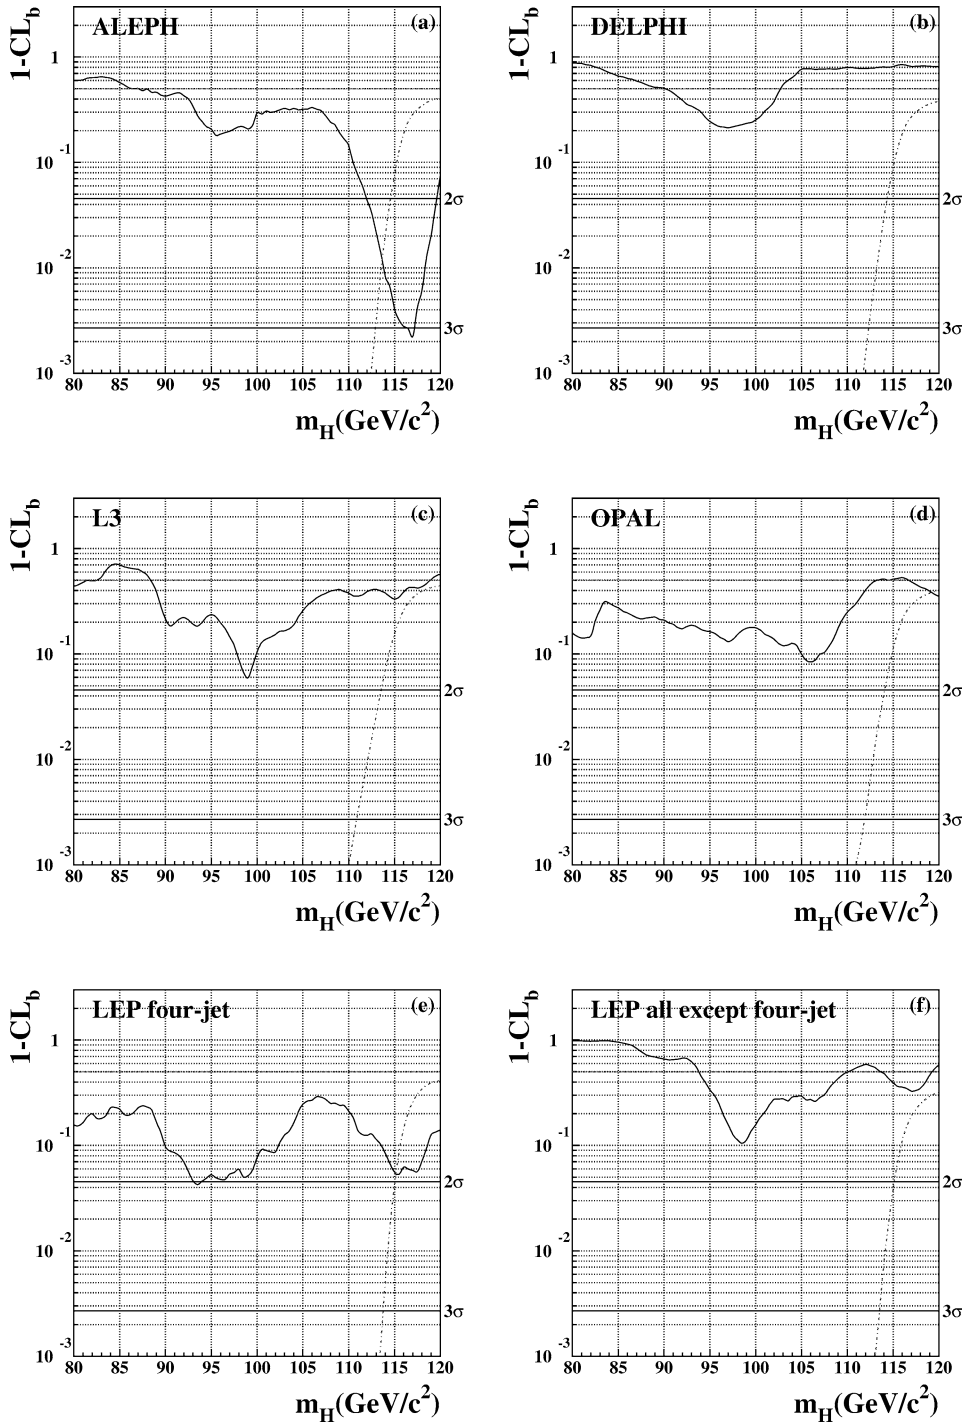 1-CL_b
ALEPH (a)
1
10^-1
2σ
10^-2
3σ
10^-3
80 85 90 95 100 105 110 115 120
m_H(GeV/c^2)
1-CL_b
DELPHI (b)
1
10^-1
2σ
10^-2
3σ
10^-3
80 85 90 95 100 105 110 115 120
m_H(GeV/c^2)
1-CL_b
L3 (c)
1
10^-1
2σ
10^-2
3σ
10^-3
80 85 90 95 100 105 110 115 120
m_H(GeV/c^2)
1-CL_b
OPAL (d)
1
10^-1
2σ
10^-2
3σ
10^-3
80 85 90 95 100 105 110 115 120
m_H(GeV/c^2)
1-CL_b
LEP four-jet (e)
1
10^-1
2σ
10^-2
3σ
10^-3
80 85 90 95 100 105 110 115 120
m_H(GeV/c^2)
1-CL_b
LEP all except four-jet (f)
1
10^-1
2σ
10^-2
3σ
10^-3
80 85 90 95 100 105 110 115 120
m_H(GeV/c^2)